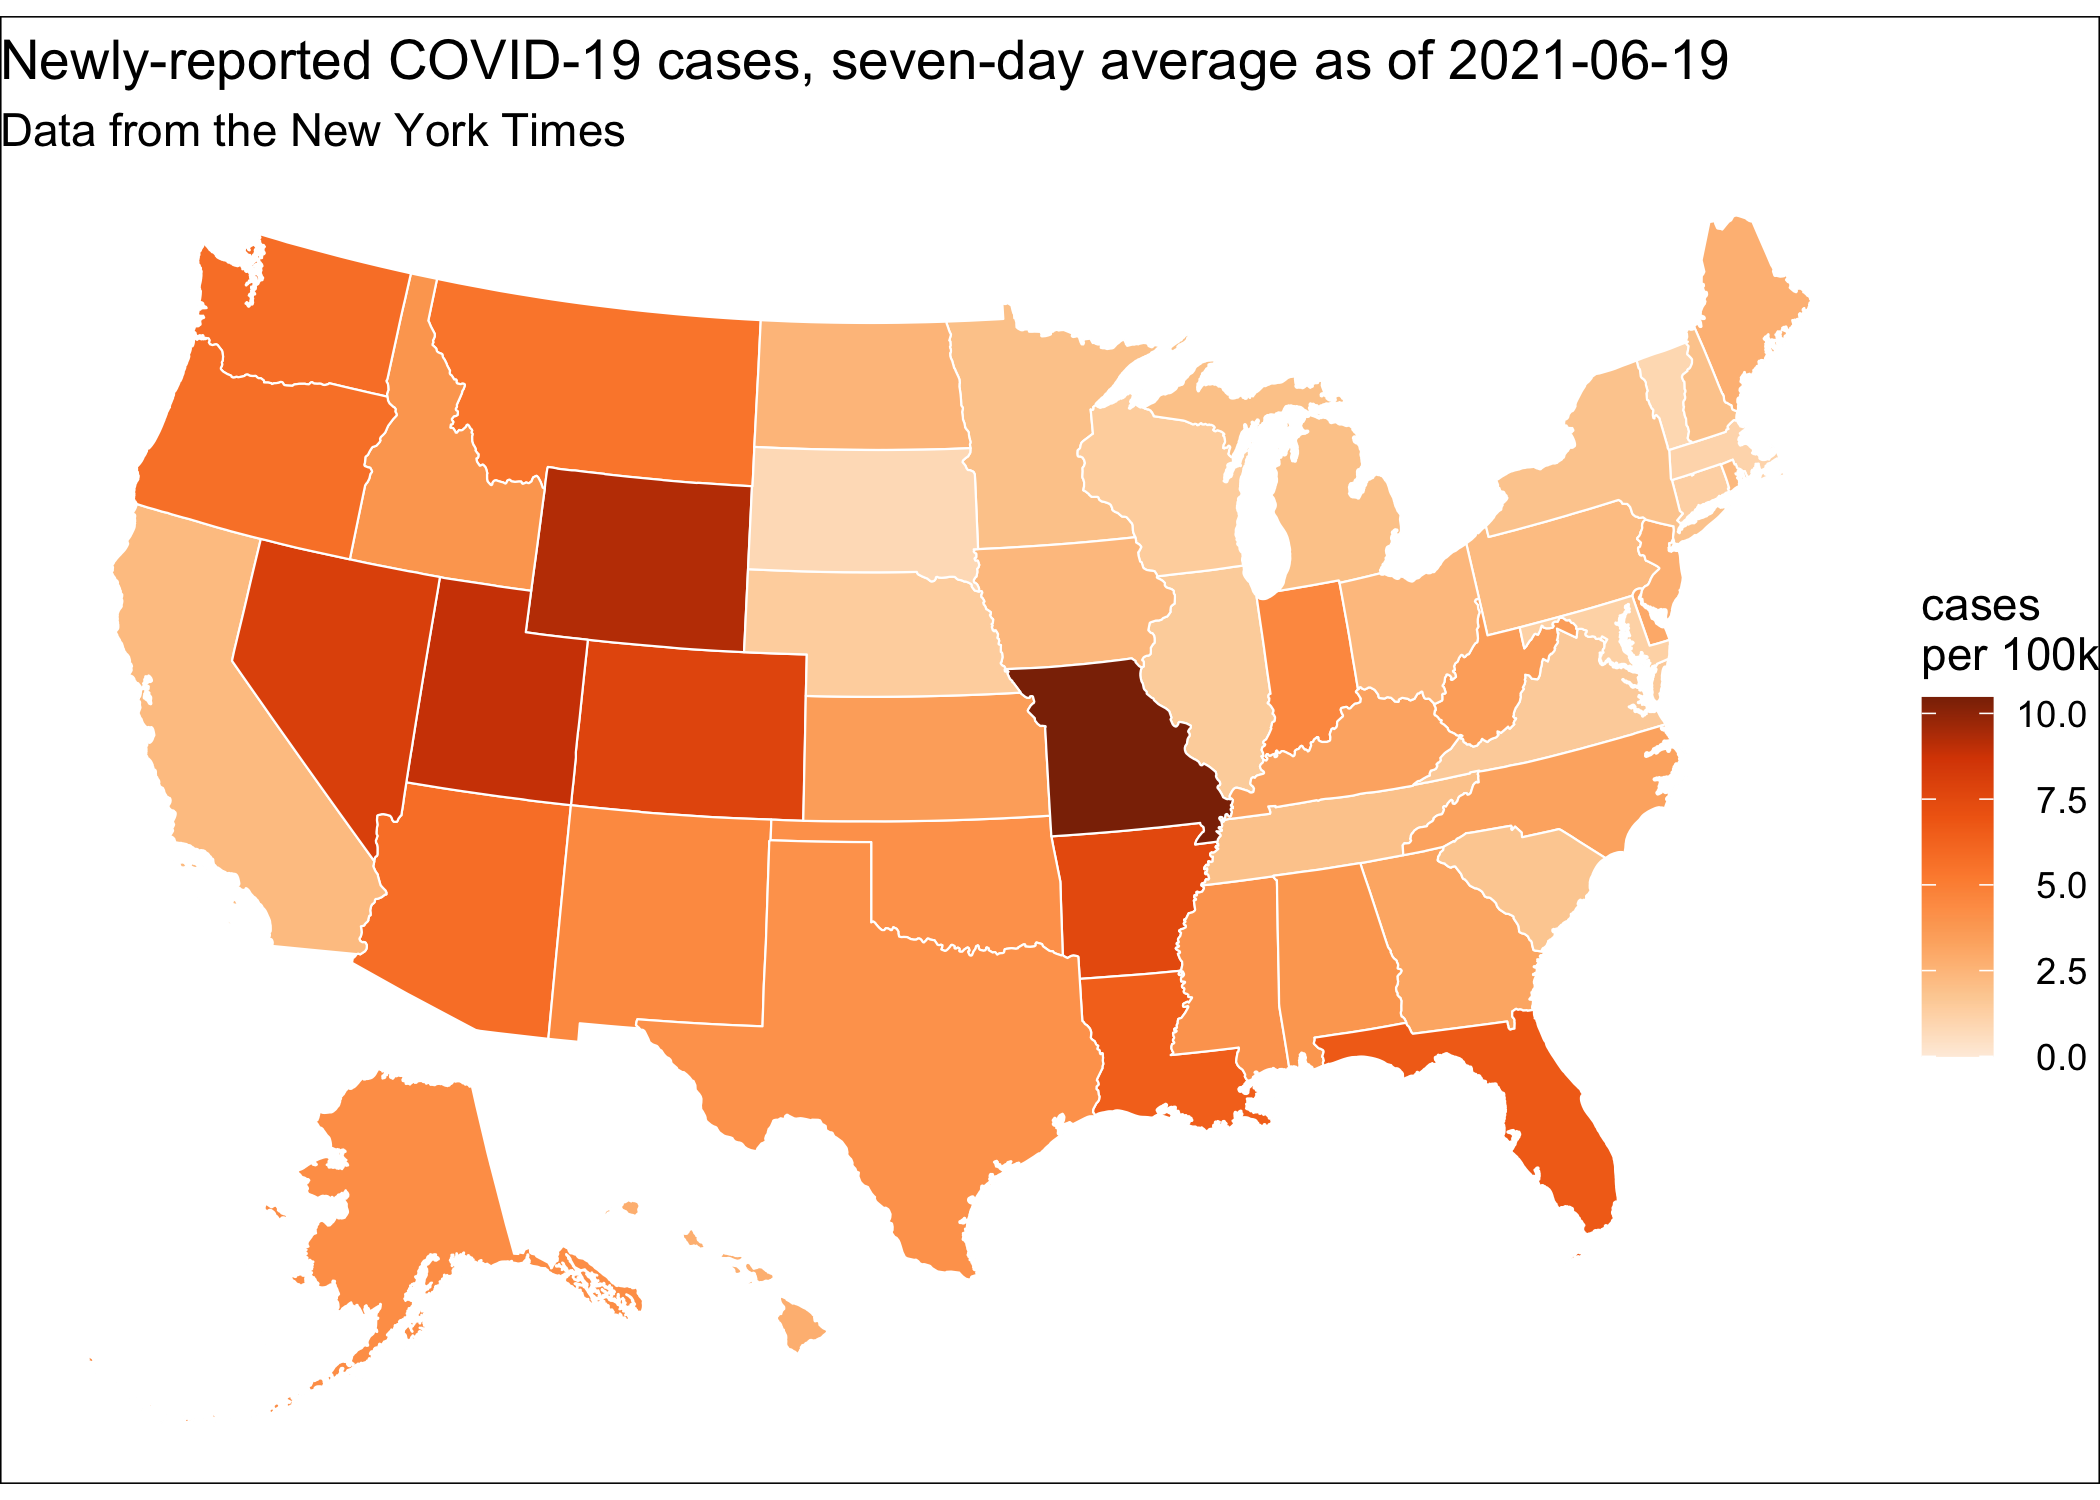 Newly-reported COVID-19 cases, seven-day average as of 2021-06-19
Data from the New York Times
cases
per 100k
10.0
7.5
5.0
2.5
0.0